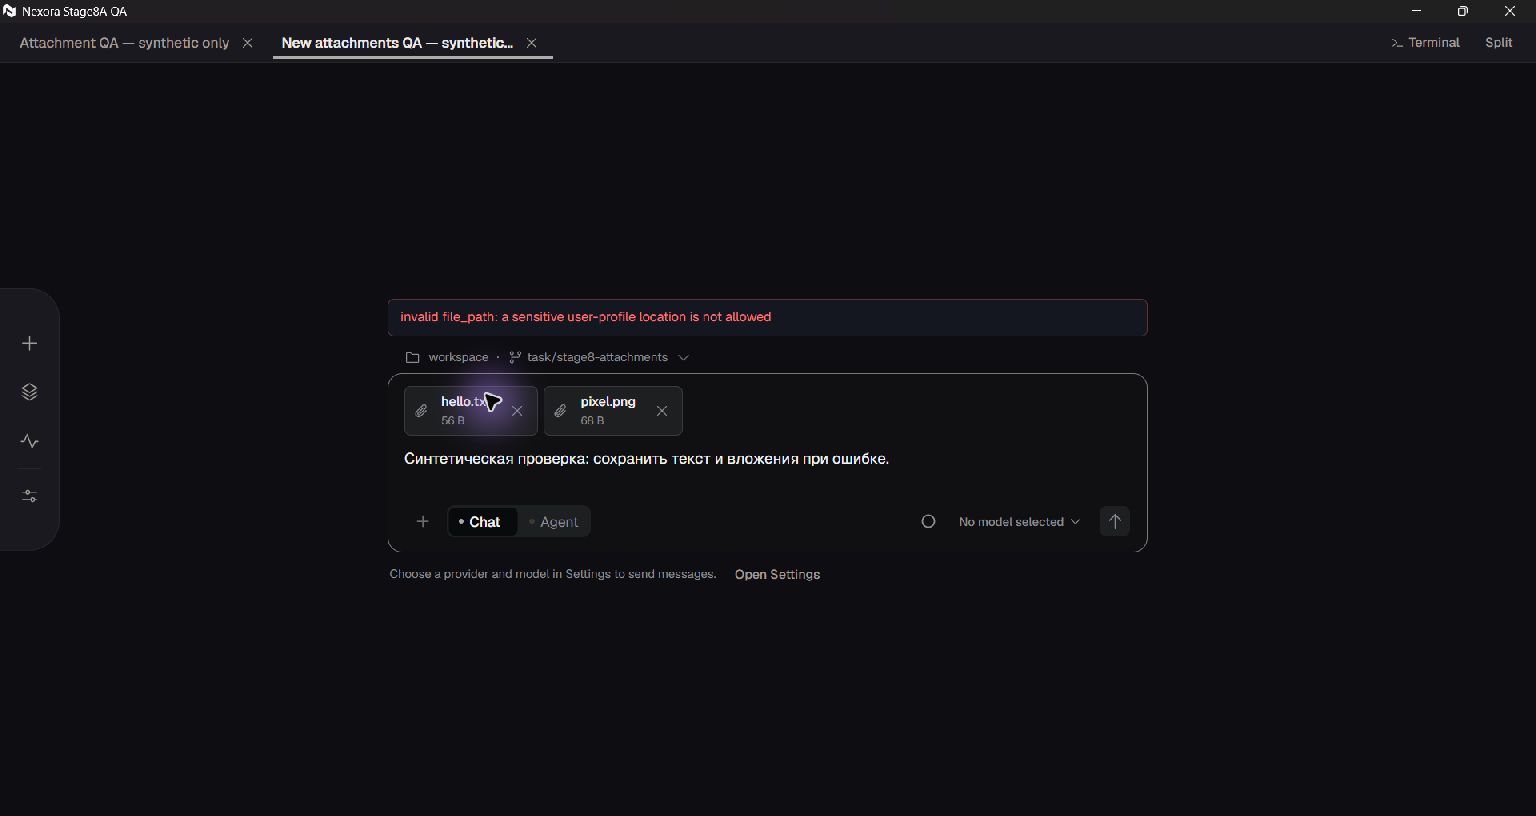 Nexora Stage8A QA
Attachment QA — synthetic only
New attachments QA — synthetic...
Terminal
Split
invalid file_path: a sensitive user-profile location is not allowed
workspace · task/stage8-attachments
hello.tx
56 B
pixel.png
68 B
Синтетическая проверка: сохранить текст и вложения при ошибке.
Chat
Agent
No model selected
Choose a provider and model in Settings to send messages. Open Settings